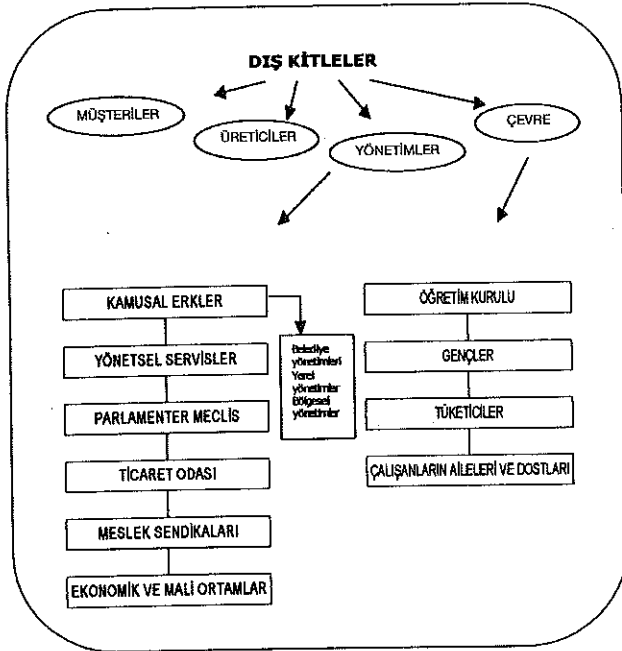 DIŞ KİTLELER
MÜŞTERİLER
ÜRETİCİLER
YÖNETİMLER
ÇEVRE
KAMUSAL ERKLER
YÖNETSEL SERVİSLER
PARLAMENTER MECLİS
TİCARET ODASI
MESLEK SENDİKALARI
EKONOMİK VE MALİ ORTAMLAR
Belediye
yönetimleri
Yerel
yönetimler
Bölgesel
yönetimler
ÖĞRETİM KURULU
GENÇLER
TÜKETİCİLER
ÇALIŞANLARIN AİLELERİ VE DOSTLARI